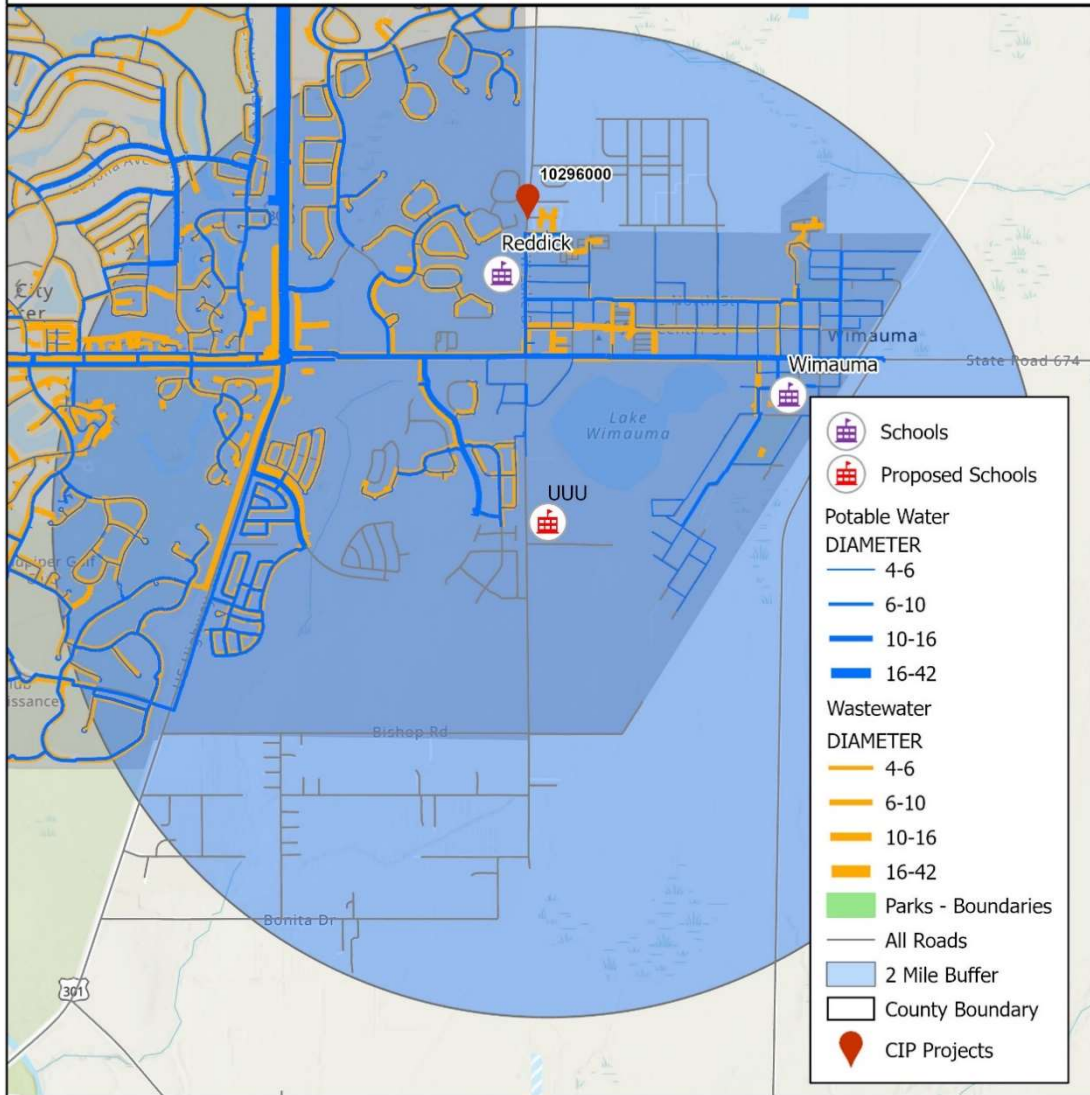 10296000
Reddick
City
Wimauma
State Road 674
Wimauma
Lake
Wimauma
UUU
Bishop Rd
Bonita Dr
301
Schools
Proposed Schools
Potable Water
DIAMETER
4-6
6-10
10-16
16-42
Wastewater
DIAMETER
4-6
6-10
10-16
16-42
Parks - Boundaries
All Roads
2 Mile Buffer
County Boundary
CIP Projects